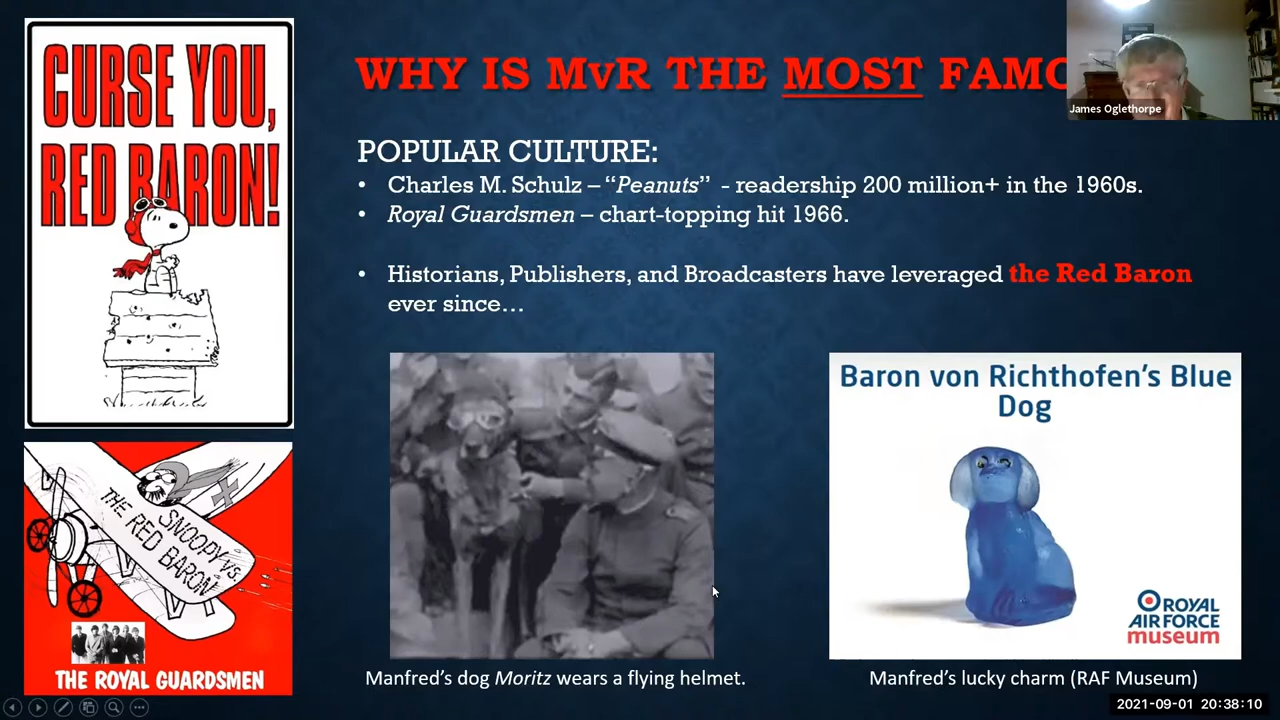 CURSE YOU,
RED BARON!
WHY IS MvR THE MOST FAMO
James Oglethorpe
POPULAR CULTURE:
• Charles M. Schulz – “Peanuts” - readership 200 million+ in the 1960s.
• Royal Guardsmen – chart-topping hit 1966.
• Historians, Publishers, and Broadcasters have leveraged the Red Baron
ever since…
SNOOPY vs.
THE RED BARON
THE ROYAL GUARDSMEN
Baron von Richthofen's Blue
Dog
ROYAL
AIR FORCE
museum
Manfred’s dog Moritz wears a flying helmet.
Manfred’s lucky charm (RAF Museum)
2021-09-01 20:38:10